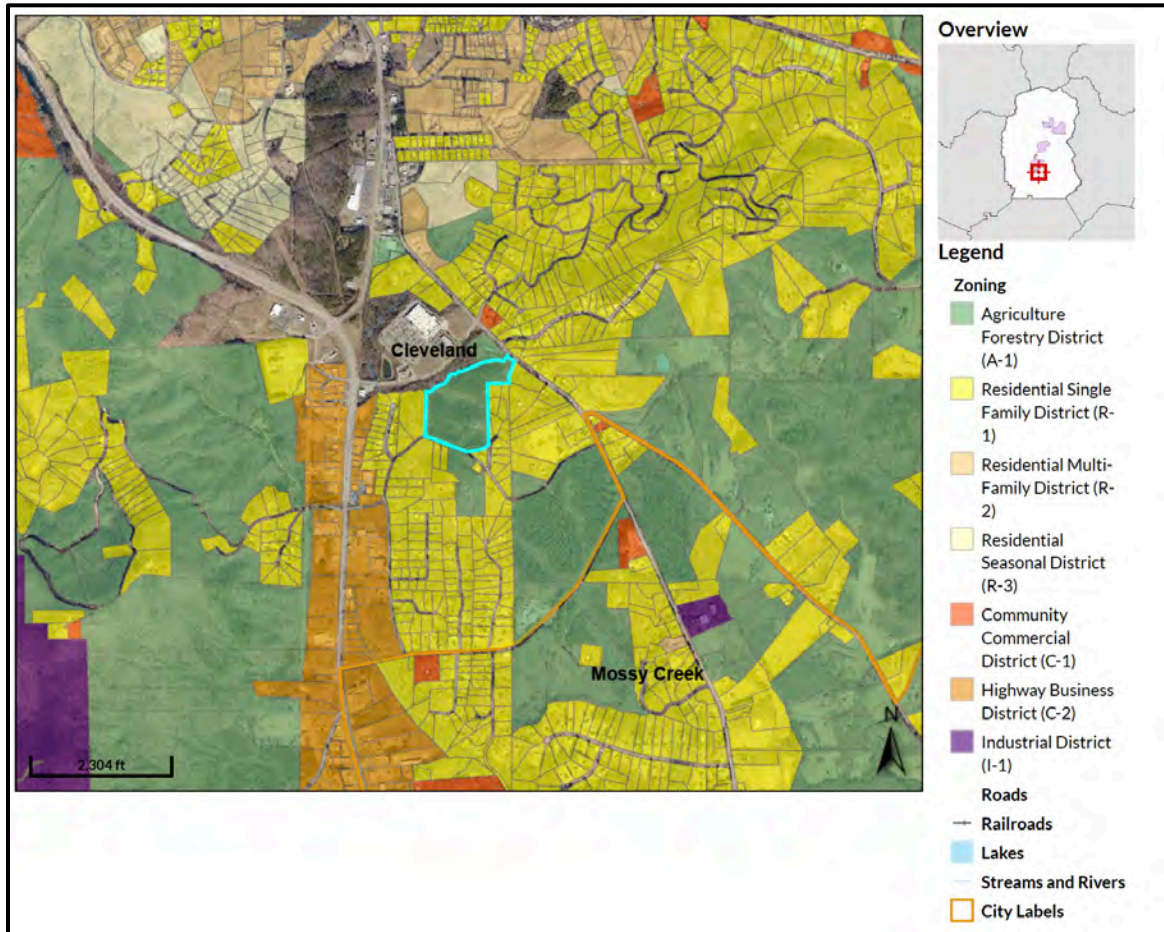 Cleveland
Mossy Creek
N
2,304 ft
Overview
Legend
Zoning
Agriculture
Forestry District
(A-1)
Residential Single
Family District (R-
1)
Residential Multi-
Family District (R-
2)
Residential
Seasonal District
(R-3)
Community
Commercial
District (C-1)
Highway Business
District (C-2)
Industrial District
(I-1)
Roads
Railroads
Lakes
Streams and Rivers
City Labels